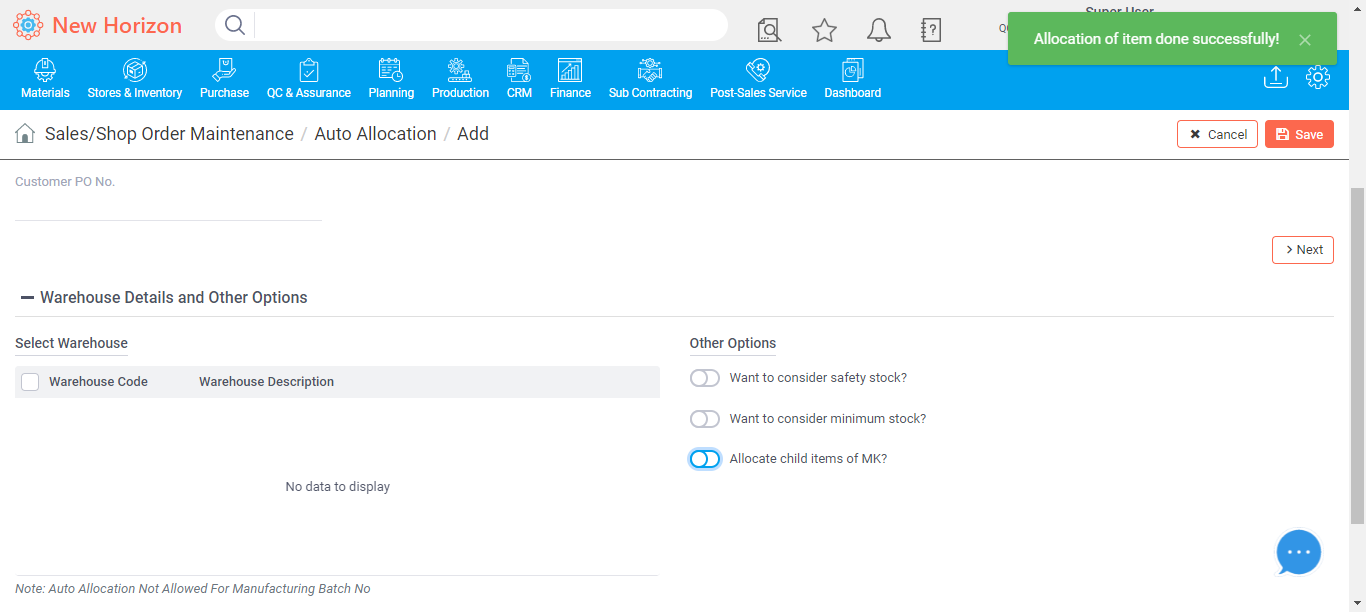 New Horizon
Super User
Allocation of item done successfully!
Materials
Stores & Inventory
Purchase
QC & Assurance
Planning
Production
CRM
Finance
Sub Contracting
Post-Sales Service
Dashboard
Sales/Shop Order Maintenance / Auto Allocation / Add
Cancel
Save
Customer PO No.
Next
Warehouse Details and Other Options
Select Warehouse
Warehouse Code Warehouse Description
No data to display
Note: Auto Allocation Not Allowed For Manufacturing Batch No
Other Options
Want to consider safety stock?
Want to consider minimum stock?
Allocate child items of MK?